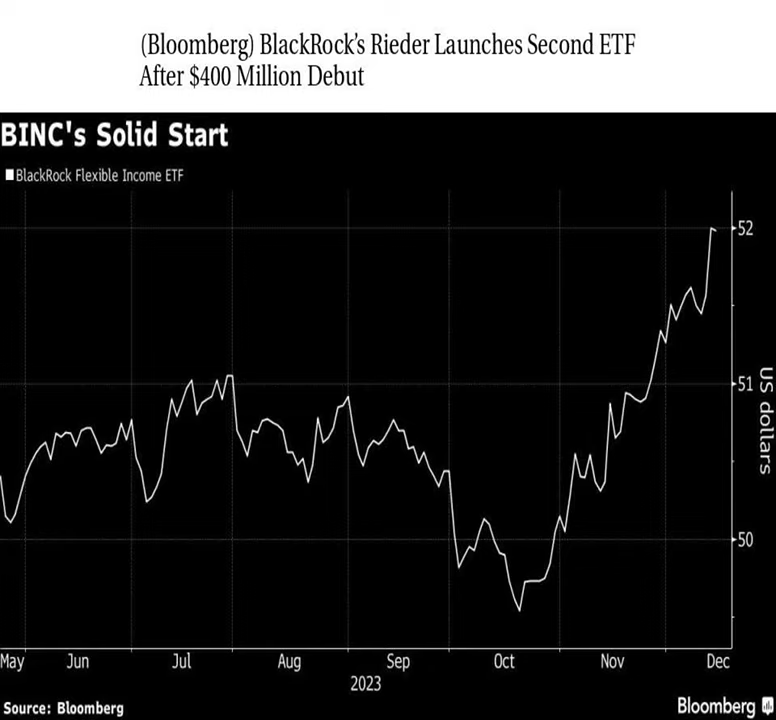 (Bloomberg) BlackRock’s Rieder Launches Second ETF
After $400 Million Debut
BINC's Solid Start
BlackRock Flexible Income ETF
52
51
50
US dollars
May Jun Jul Aug Sep Oct Nov Dec
2023
Source: Bloomberg
Bloomberg